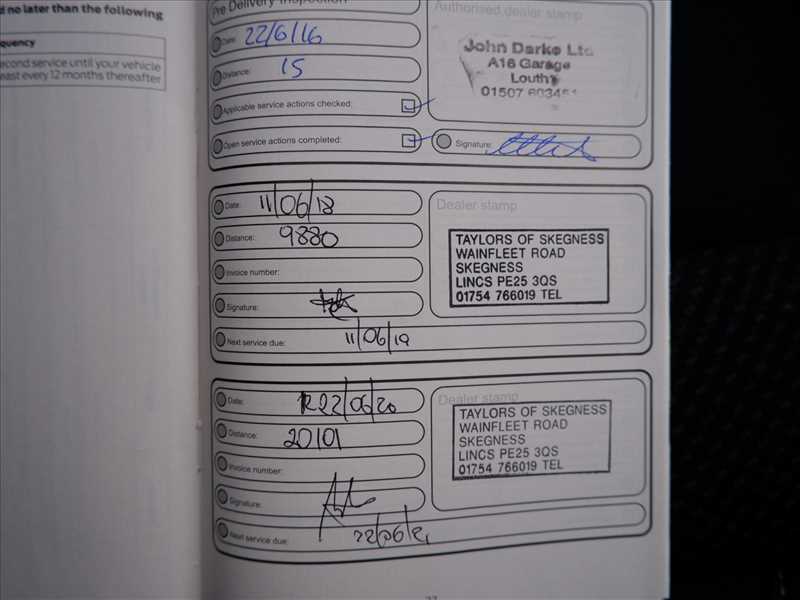 d no later than the following
quency
econd service until your vehicle
east every 12 months thereafter
Pre Delivery Inspection
Date: 22/6/16
Distance: 15
Applicable service actions checked:
Open service actions completed:
Authorised dealer stamp
John Darke Ltd
A16 Garage
Louth
01507 603451
Signature:
Date: 11/06/18
Distance: 9880
Invoice number:
Signature:
Next service due: 11/06/19
Dealer stamp
TAYLORS OF SKEGNESS
WAINFLEET ROAD
SKEGNESS
LINCS PE25 3QS
01754 766019 TEL
Date: 22/06/20
Distance: 20101
Invoice number:
Signature:
Next service due: 22/06/21
Dealer stamp
TAYLORS OF SKEGNESS
WAINFLEET ROAD
SKEGNESS
LINCS PE25 3QS
01754 766019 TEL